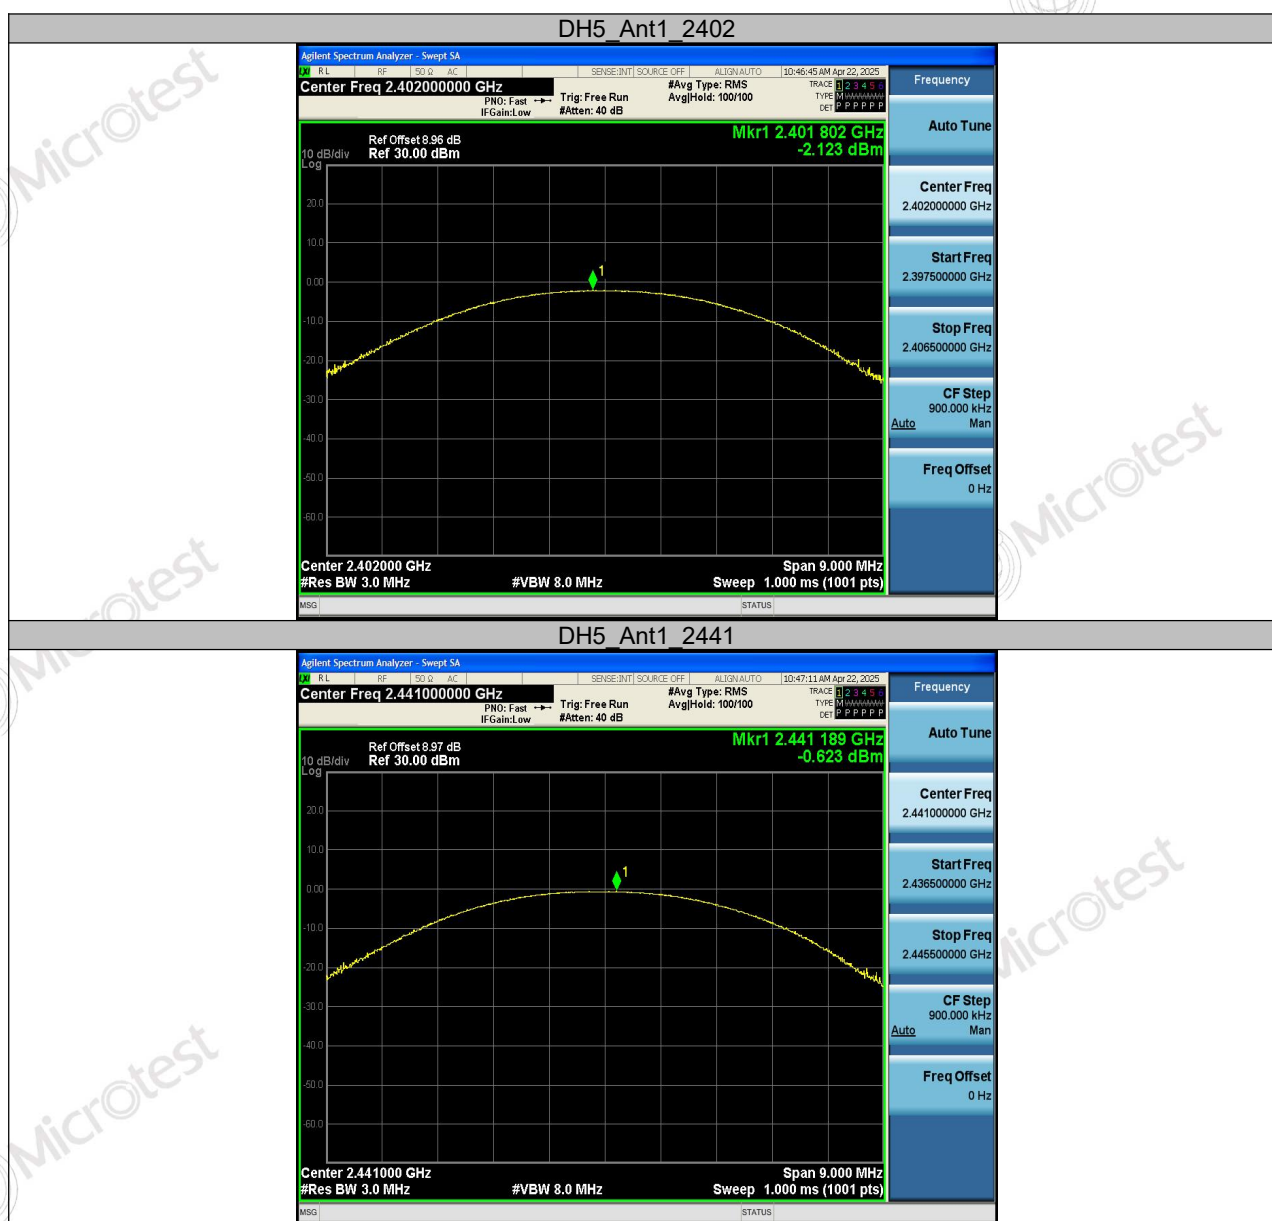 DH5_Ant1_2402
Agilent Spectrum Analyzer - Swept SA
RL RF 50 Ω AC SENSE:INT SOURCE OFF ALIGN AUTO 10:46:45 AM Apr 22, 2025
Center Freq 2.402000000 GHz
PNO: Fast
IFGain:Low
Trig: Free Run
#Atten: 40 dB
#Avg Type: RMS
Avg|Hold: 100/100
TRACE 1 2 3 4 5 6
TYPE M
DET P P P P P P
Mkr1 2.401 802 GHz
-2.123 dBm
Ref Offset 8.96 dB
10 dB/div Ref 30.00 dBm
Log
20.0
10.0
0.00
-10.0
-20.0
-30.0
-40.0
-50.0
-60.0
1
Center 2.402000 GHz Span 9.000 MHz
#Res BW 3.0 MHz #VBW 8.0 MHz Sweep 1.000 ms (1001 pts)
MSG STATUS
Frequency
Auto Tune
Center Freq
2.402000000 GHz
Start Freq
2.397500000 GHz
Stop Freq
2.406500000 GHz
CF Step
900.000 kHz
Auto Man
Freq Offset
0 Hz
DH5_Ant1_2441
Agilent Spectrum Analyzer - Swept SA
RL RF 50 Ω AC SENSE:INT SOURCE OFF ALIGN AUTO 10:47:11 AM Apr 22, 2025
Center Freq 2.441000000 GHz
PNO: Fast
IFGain:Low
Trig: Free Run
#Atten: 40 dB
#Avg Type: RMS
Avg|Hold: 100/100
TRACE 1 2 3 4 5 6
TYPE M
DET P P P P P P
Mkr1 2.441 189 GHz
-0.623 dBm
Ref Offset 8.97 dB
10 dB/div Ref 30.00 dBm
Log
20.0
10.0
0.00
-10.0
-20.0
-30.0
-40.0
-50.0
-60.0
1
Center 2.441000 GHz Span 9.000 MHz
#Res BW 3.0 MHz #VBW 8.0 MHz Sweep 1.000 ms (1001 pts)
MSG STATUS
Frequency
Auto Tune
Center Freq
2.441000000 GHz
Start Freq
2.436500000 GHz
Stop Freq
2.445500000 GHz
CF Step
900.000 kHz
Auto Man
Freq Offset
0 Hz
Microtest
Microtest
Microtest
Microtest